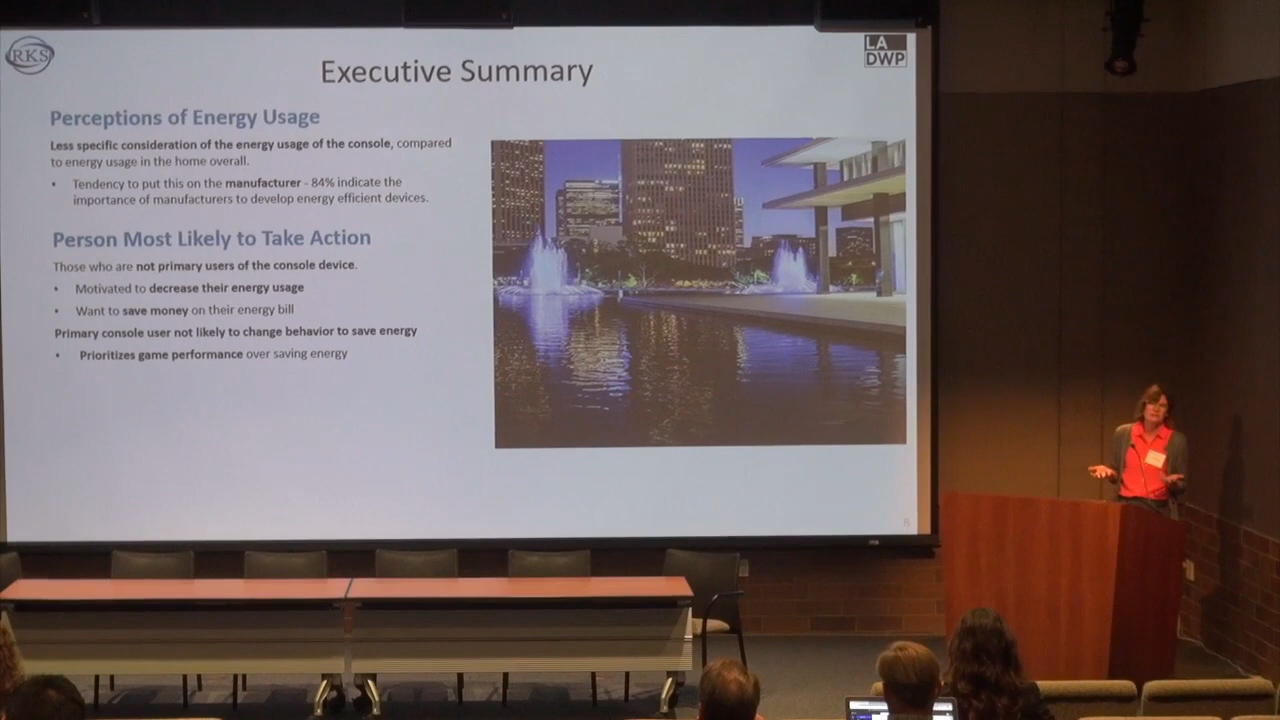 RKS
LA
DWP
Executive Summary
Perceptions of Energy Usage
Less specific consideration of the energy usage of the console, compared
to energy usage in the home overall.
• Tendency to put this on the manufacturer - 84% indicate the
importance of manufacturers to develop energy efficient devices.
Person Most Likely to Take Action
Those who are not primary users of the console device.
• Motivated to decrease their energy usage
• Want to save money on their energy bill
Primary console user not likely to change behavior to save energy
• Prioritizes game performance over saving energy
8